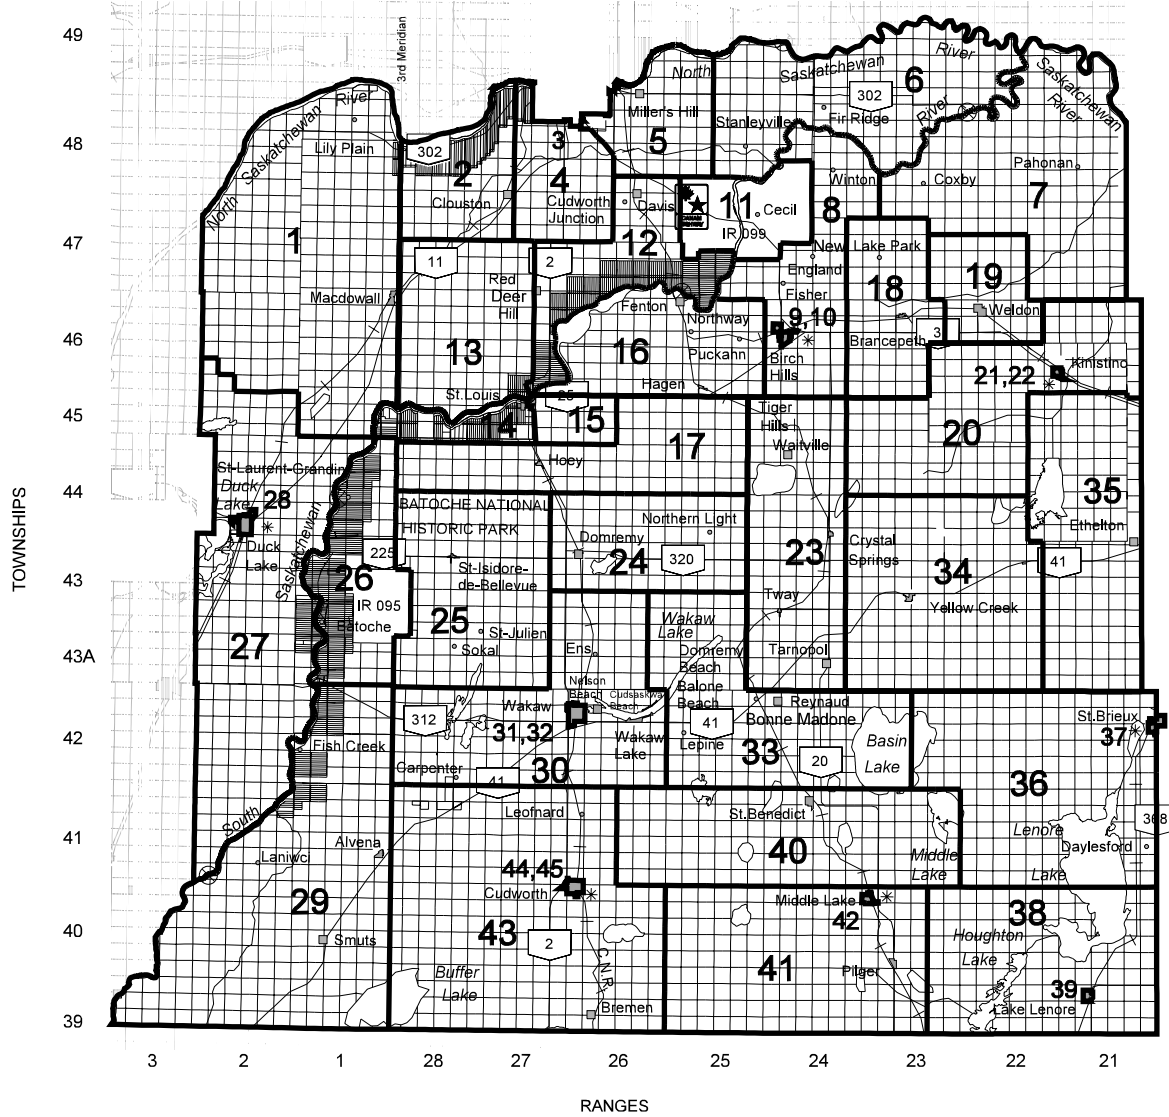 49
3rd Meridian
River
North
Saskatchewan
6
Saskatchewan
River
302
Miller's Hill
Fir Ridge
River
River
North
Saskatchewan
5
Stanleyville
48
Lily Plain
302
3
2
4
Pahonan
7
Winton
Coxby
Clouston
Cudworth
Junction
Davis
11
Cecil
8
1
12
IR 099
47
New
Lake Park
England
11
2
Red
Deer
Hill
18
19
Fisher
Macdowall
Fenton
Northway
9,10
Weldon
46
13
16
Puckahn
Birch
Hills
Brancepeth
3
Kinistino
21,22
St.Louis
25
Hagen
45
14
15
17
Tiger
Hills
Waitville
20
Hoey
St-Laurent-Grandin
Duck
Lake
28
35
44
BATOCHE NATIONAL
HISTORIC PARK
Northern Light
Ethelton
Saskatchewan
Duck
Lake
225
Domremy
24
320
23
Crystal
Springs
34
41
TOWNSHIPS
43
26
St-Isidore-
de-Bellevue
IR 095
Batoche
Tway
Yellow Creek
25
St-Julien
Wakaw
Lake
27
43A
Sokal
Ens
Domremy
Beach
Tarnopol
Nelson
Beach
Cudsaskwa
Beach
Balone
Beach
Wakaw
Reynaud
Bonne Madone
St.Brieux
312
31,32
41
37
42
Fish Creek
Wakaw
Lake
Lepine
33
Basin
Lake
Carpenter
41
30
20
36
South
Leofnard
St.Benedict
Lenore
Lake
368
41
Alvena
Laniwci
40
Middle
Lake
Daylesford
44,45
Cudworth
29
Middle Lake
42
38
40
Smuts
43
2
Houghton
Lake
Buffer
Lake
C.N.R.
41
Pilger
39
Lake Lenore
Bremen
39
3
2
1
28
27
26
25
24
23
22
21
RANGES